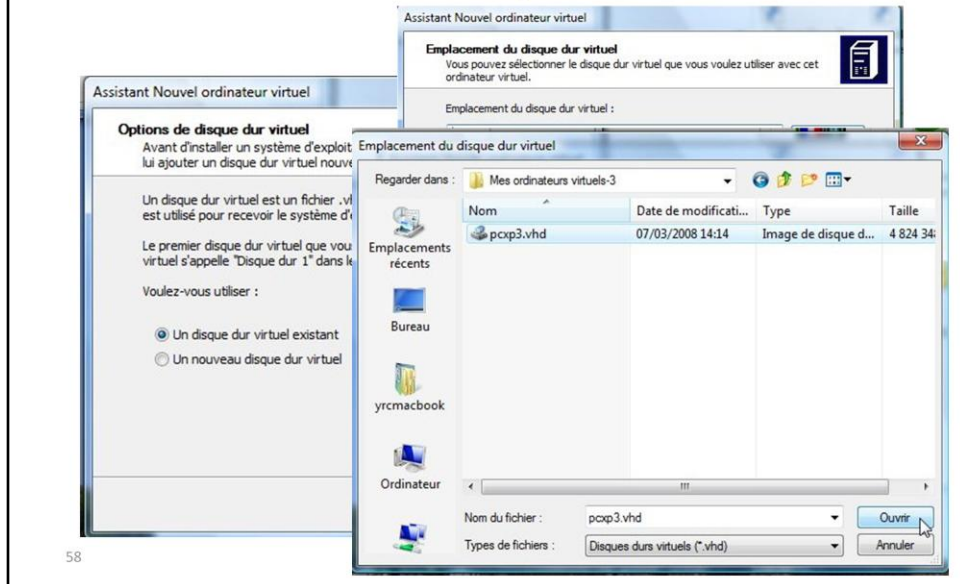 Assistant Nouvel ordinateur virtuel
Emplacement du disque dur virtuel
Vous pouvez sélectionner le disque dur virtuel que vous voulez utiliser avec cet
ordinateur virtuel.
Emplacement du disque dur virtuel :
Assistant Nouvel ordinateur virtuel
Options de disque dur virtuel
Avant d'installer un système d'exploit
lui ajouter un disque dur virtuel nouve
Un disque dur virtuel est un fichier .vh
est utilisé pour recevoir le système d'
Le premier disque dur virtuel que vou
virtuel s'appelle "Disque dur 1" dans le
Voulez-vous utiliser :
Un disque dur virtuel existant
Un nouveau disque dur virtuel
Emplacement du disque dur virtuel
Regarder dans : Mes ordinateurs virtuels-3
Nom Date de modificati... Type Taille
pcxp3.vhd 07/03/2008 14:14 Image de disque d... 4 824 34
Emplacements
récents
Bureau
yrcmacbook
Ordinateur
Nom du fichier : pcxp3.vhd Ouvrir
Types de fichiers : Disques durs virtuels (*.vhd) Annuler
58